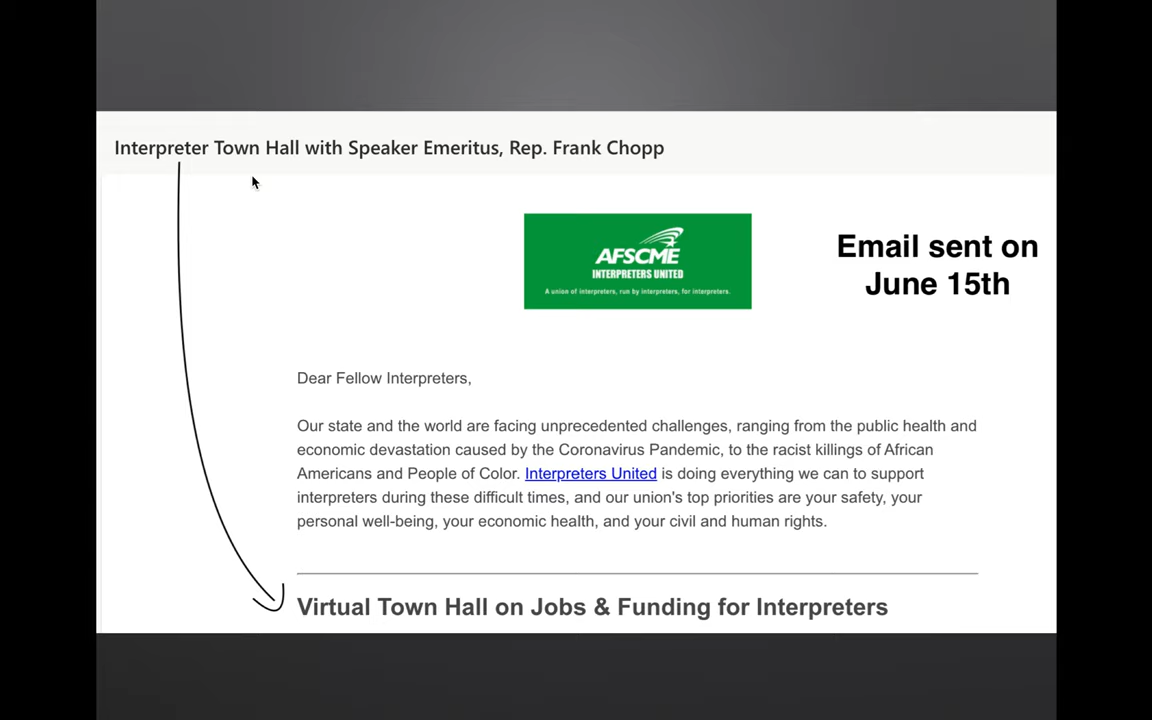 Interpreter Town Hall with Speaker Emeritus, Rep. Frank Chopp
AFSCME
INTERPRETERS UNITED
A union of interpreters, run by interpreters, for interpreters.
Email sent on
June 15th
Dear Fellow Interpreters,
Our state and the world are facing unprecedented challenges, ranging from the public health and
economic devastation caused by the Coronavirus Pandemic, to the racist killings of African
Americans and People of Color. Interpreters United is doing everything we can to support
interpreters during these difficult times, and our union's top priorities are your safety, your
personal well-being, your economic health, and your civil and human rights.
Virtual Town Hall on Jobs & Funding for Interpreters